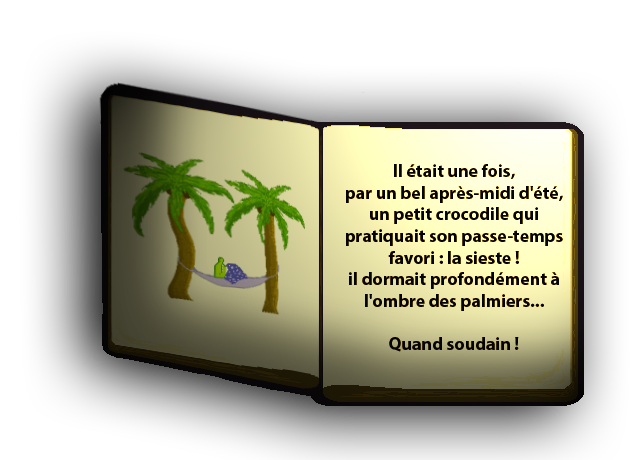 Il était une fois,
par un bel après-midi d'été,
un petit crocodile qui
pratiquait son passe-temps
favori : la sieste !
il dormait profondément à
l'ombre des palmiers...
Quand soudain !